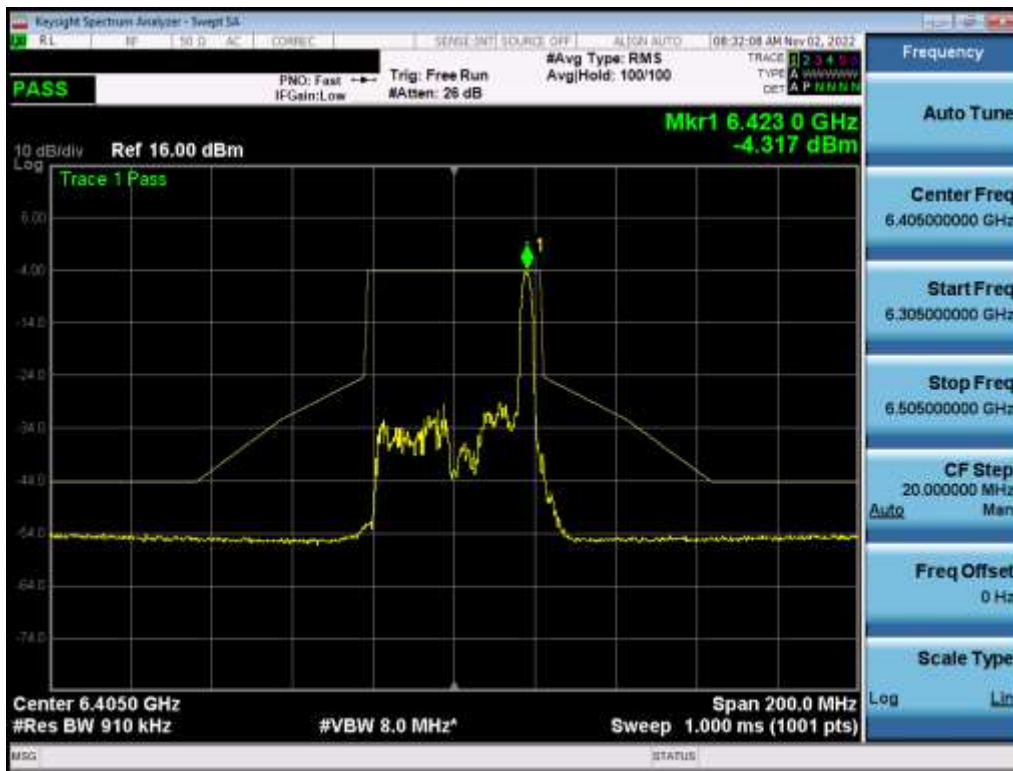 Keysight Spectrum Analyzer - Swept SA
RL RF 50 Ω AC CORREC SENSE:INT SOURCE OFF ALIGN AUTO 08:32:08 AM Nov 02, 2022
Frequency
PASS
PNO: Fast
IFGain:Low
Trig: Free Run
#Atten: 26 dB
#Avg Type: RMS
Avg|Hold: 100/100
TRACE 1 2 3 4 5 6
TYPE A WWWWW
DET A P N N N N
Auto Tune
Mkr1 6.423 0 GHz
-4.317 dBm
10 dB/div Ref 16.00 dBm
Log
Trace 1 Pass
1
6.00
-4.00
-14.0
-24.0
-34.0
-44.0
-54.0
-64.0
-74.0
Center Freq
6.405000000 GHz
Start Freq
6.305000000 GHz
Stop Freq
6.505000000 GHz
CF Step
20.000000 MHz
Auto Man
Freq Offset
0 Hz
Scale Type
Log Lin
Center 6.4050 GHz Span 200.0 MHz
#Res BW 910 kHz #VBW 8.0 MHz* Sweep 1.000 ms (1001 pts)
MSG STATUS